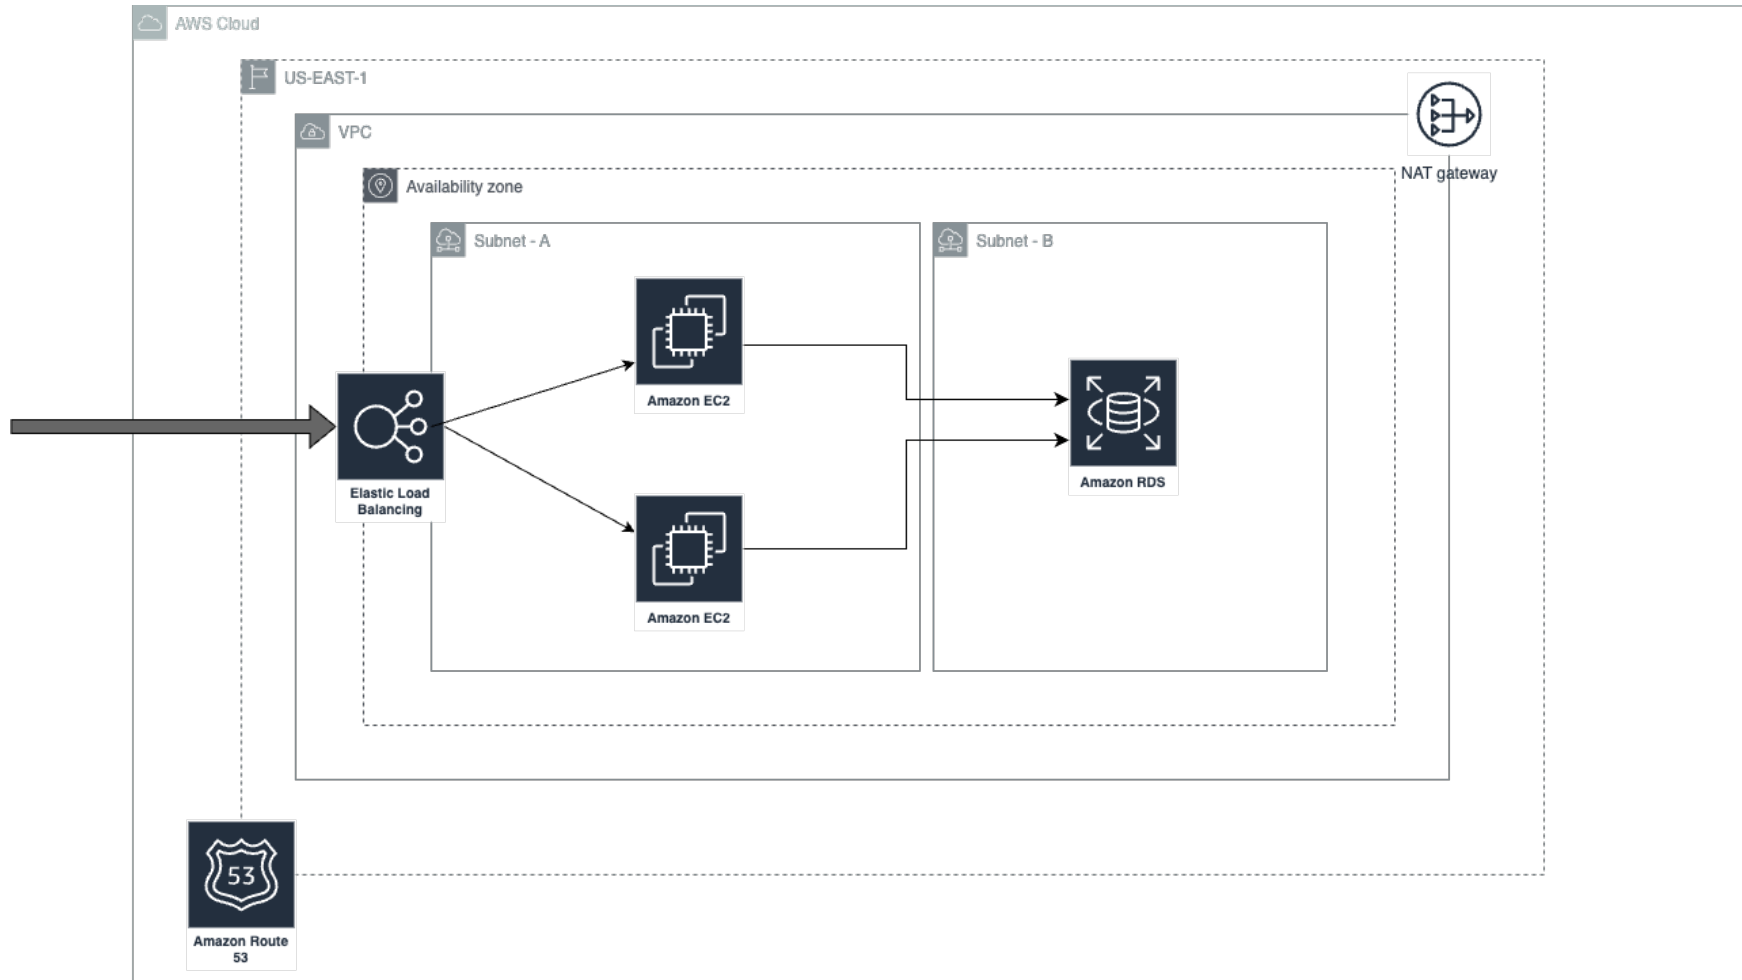 AWS Cloud
US-EAST-1
VPC
NAT gateway
Availability zone
Subnet - A
Subnet - B
Amazon EC2
Amazon RDS
Elastic Load
Balancing
Amazon EC2
53
Amazon Route
53